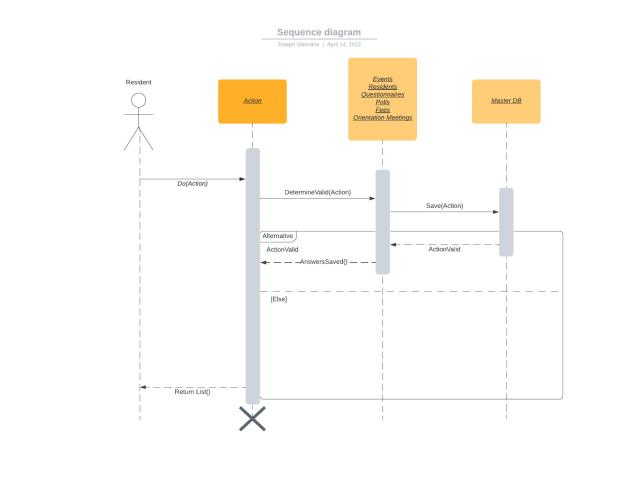 Sequence diagram
Joseph Valentine | April 14, 2022
Resident
Action
Events
Residents
Questionnaires
Polls
Fees
Orientation Meetings
Master DB
Do(Action)
DetermineValid(Action)
Save(Action)
Alternative
ActionValid
ActionValid
AnswersSaved()
[Else]
Return List()